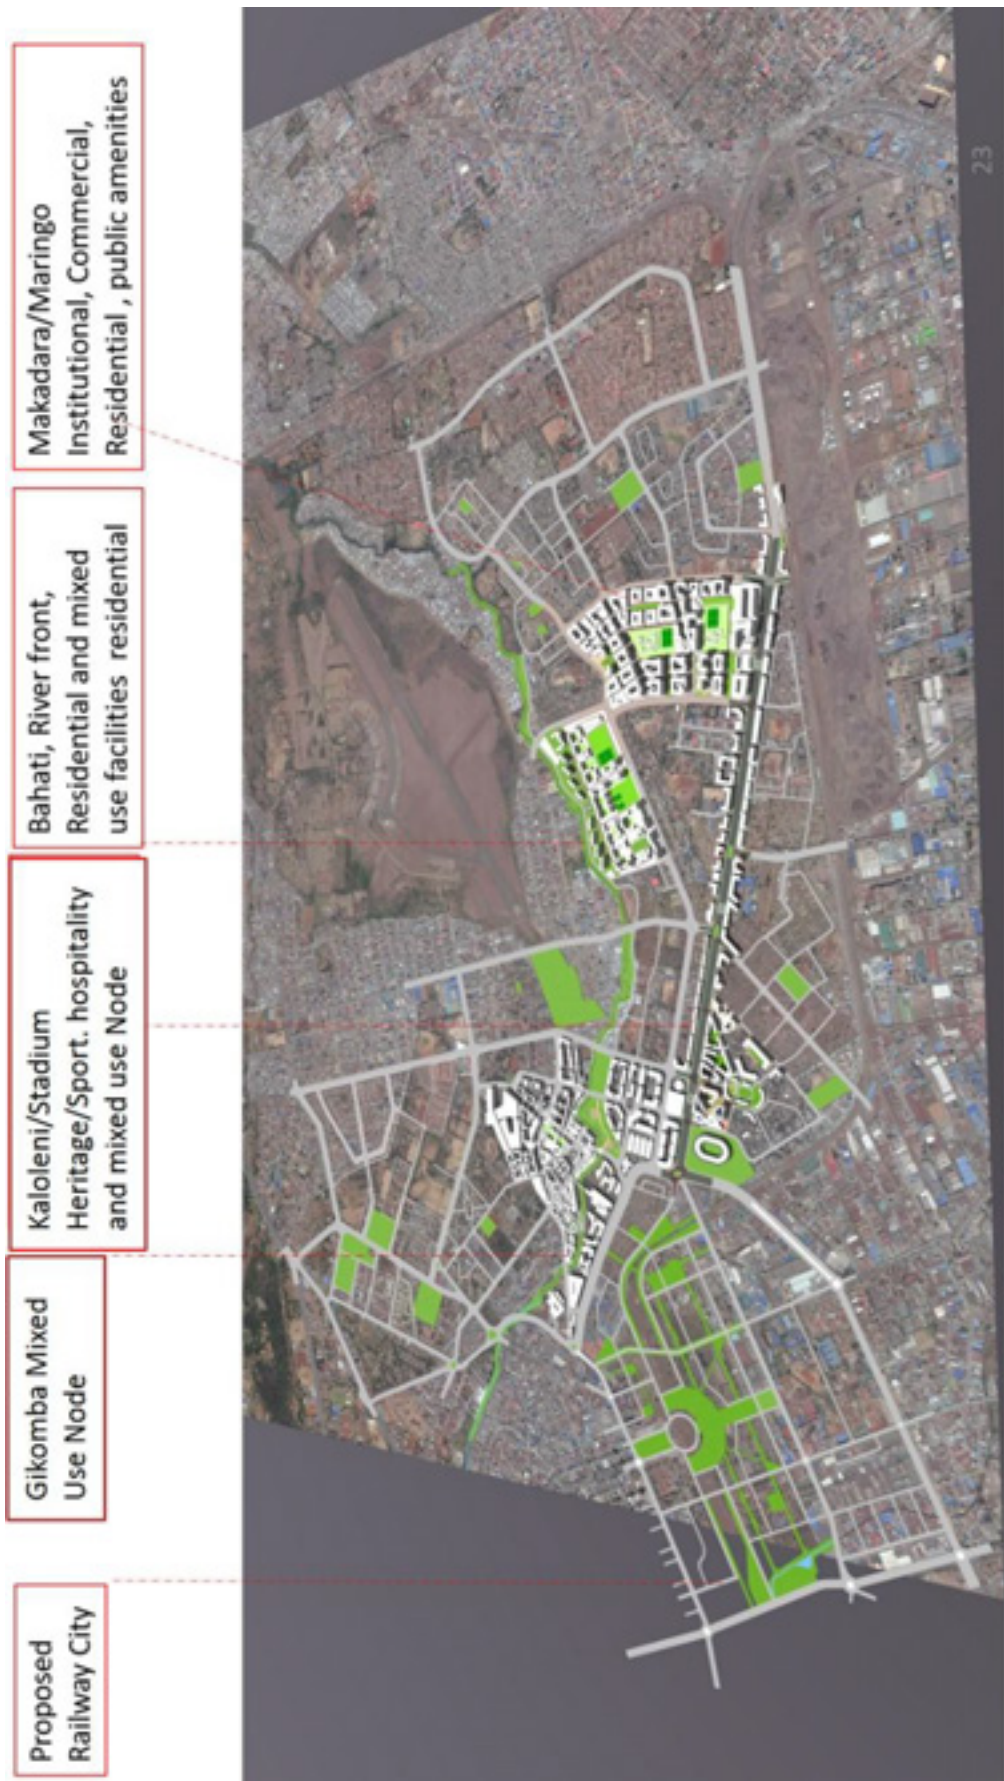 Proposed
Railway City
Gikomba Mixed
Use Node
Kaloleni/Stadium
Heritage/Sport. hospitality
and mixed use Node
Bahati, River front,
Residential and mixed
use facilities residential
Makadara/Maringo
Institutional, Commercial,
Residential , public amenities
23